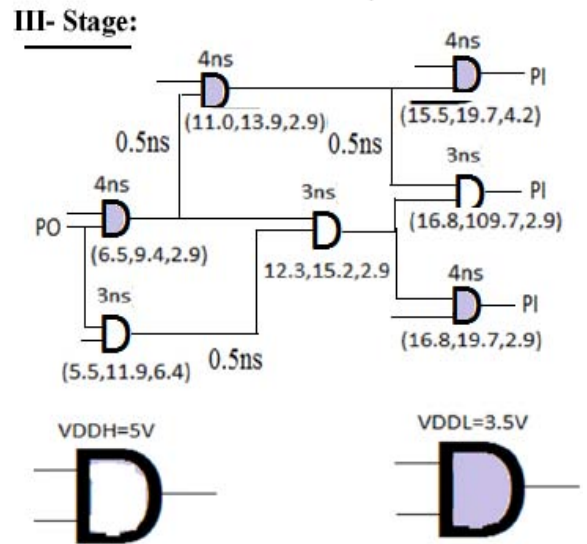 III- Stage:
4ns
4ns
PI
(11.0,13.9,2.9)
(15.5,19.7,4.2)
0.5ns
0.5ns
3ns
4ns
3ns
PI
PO
(16.8,109.7,2.9)
(6.5,9.4,2.9)
12.3,15.2,2.9
4ns
3ns
PI
(16.8,19.7,2.9)
(5.5,11.9,6.4)
0.5ns
VDDH=5V
VDDL=3.5V